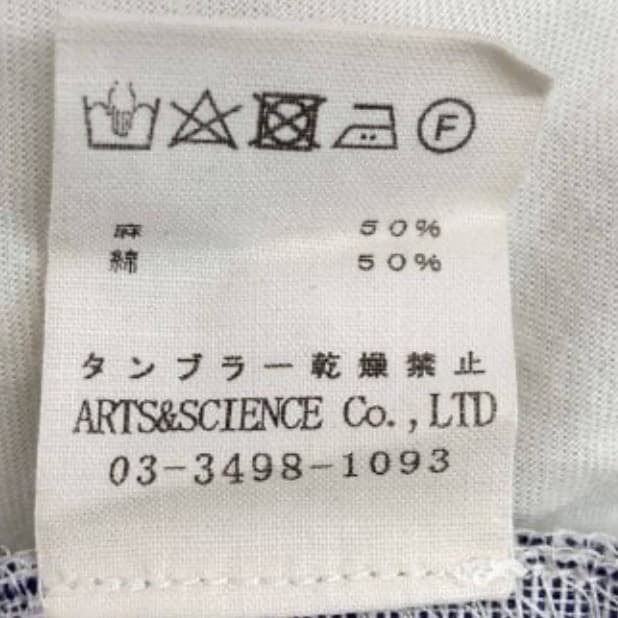 F
麻 50%
綿 50%
タンブラー乾燥禁止
ARTS&SCIENCE Co.,LTD
03-3498-1093